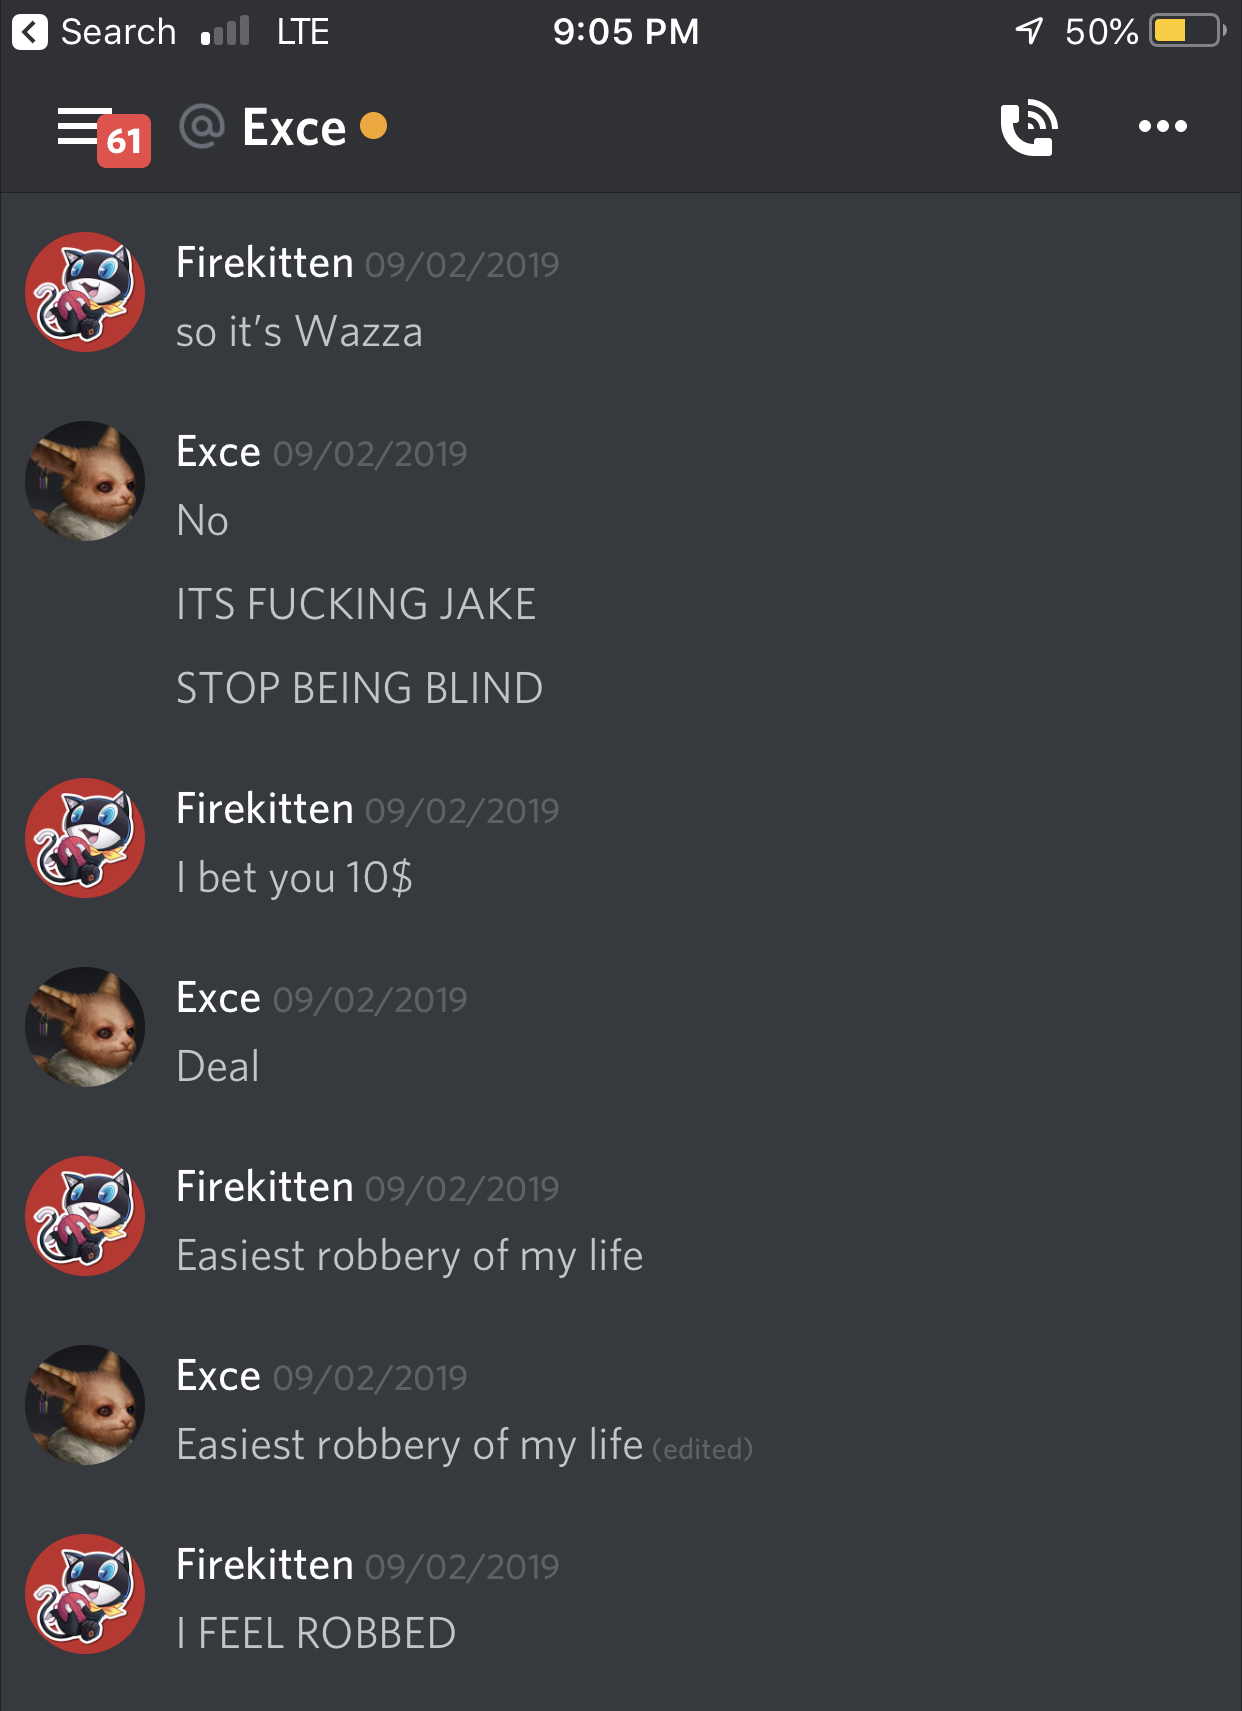 Search LTE 9:05 PM 50%
61 @ Exce
Firekitten 09/02/2019
so it's Wazza
Exce 09/02/2019
No
ITS FUCKING JAKE
STOP BEING BLIND
Firekitten 09/02/2019
I bet you 10$
Exce 09/02/2019
Deal
Firekitten 09/02/2019
Easiest robbery of my life
Exce 09/02/2019
Easiest robbery of my life (edited)
Firekitten 09/02/2019
I FEEL ROBBED